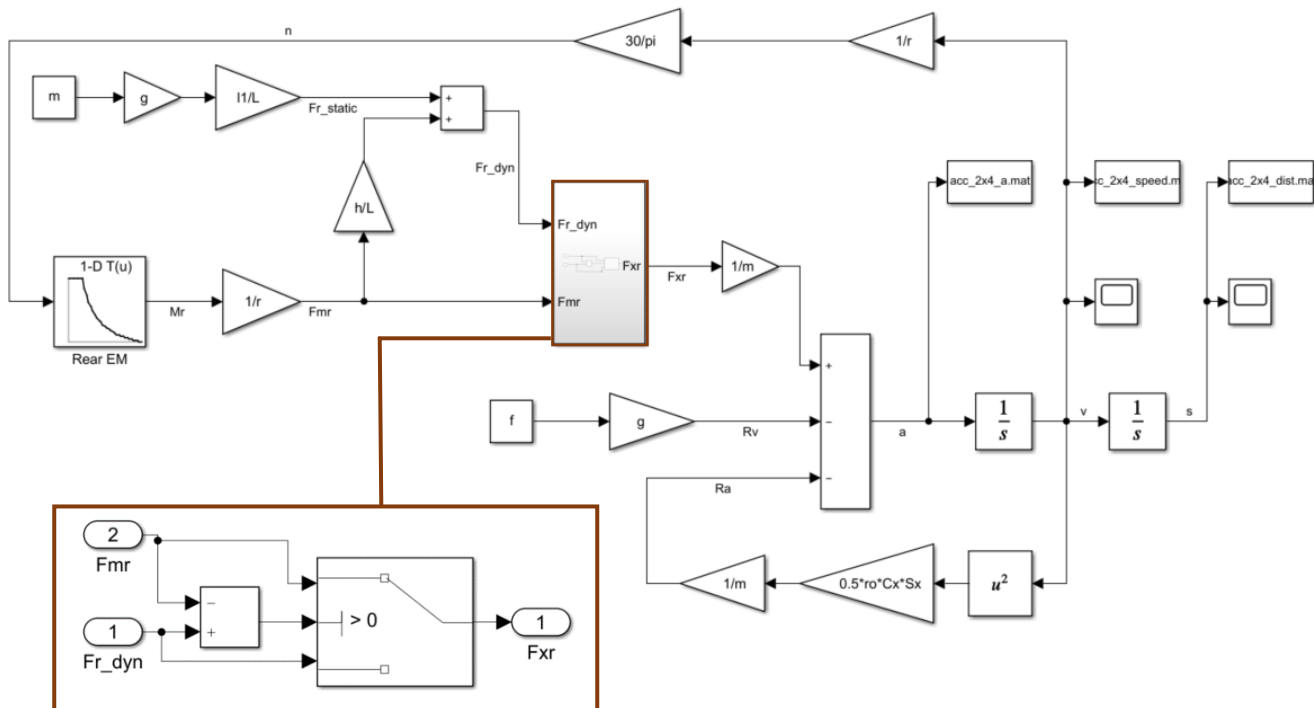 n
30/pi
1/r
m
g
l1/L
Fr_static
+
+
Fr_dyn
h/L
acc_2x4_a.mat
cc_2x4_speed.m
acc_2x4_dist.ma
Fr_dyn
Fxr
Fmr
Fxr
1/m
1-D T(u)
Mr
1/r
Fmr
Rear EM
+
f
g
Rv
−
a
1
s
v
1
s
s
Ra
−
1/m
0.5*ro*Cx*Sx
u²
2
Fmr
−
+
> 0
1
Fr_dyn
1
Fxr